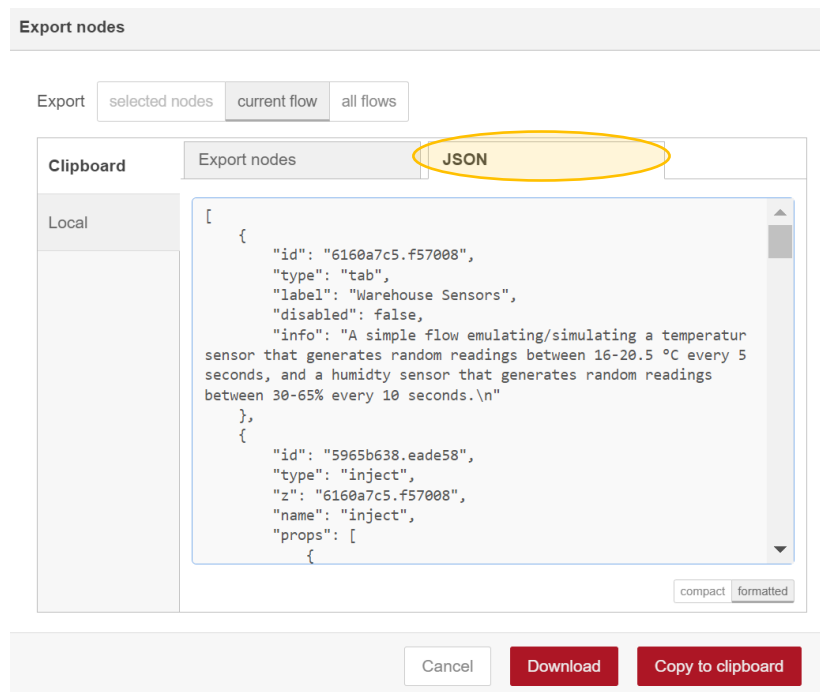 Export nodes
Export selected nodes current flow all flows
Clipboard Export nodes JSON
Local
[
{
"id": "6160a7c5.f57008",
"type": "tab",
"label": "Warehouse Sensors",
"disabled": false,
"info": "A simple flow emulating/simulating a temperatur
sensor that generates random readings between 16-20.5 °C every 5
seconds, and a humidty sensor that generates random readings
between 30-65% every 10 seconds.\n"
},
{
"id": "5965b638.eade58",
"type": "inject",
"z": "6160a7c5.f57008",
"name": "inject",
"props": [
{
compact formatted
Cancel Download Copy to clipboard